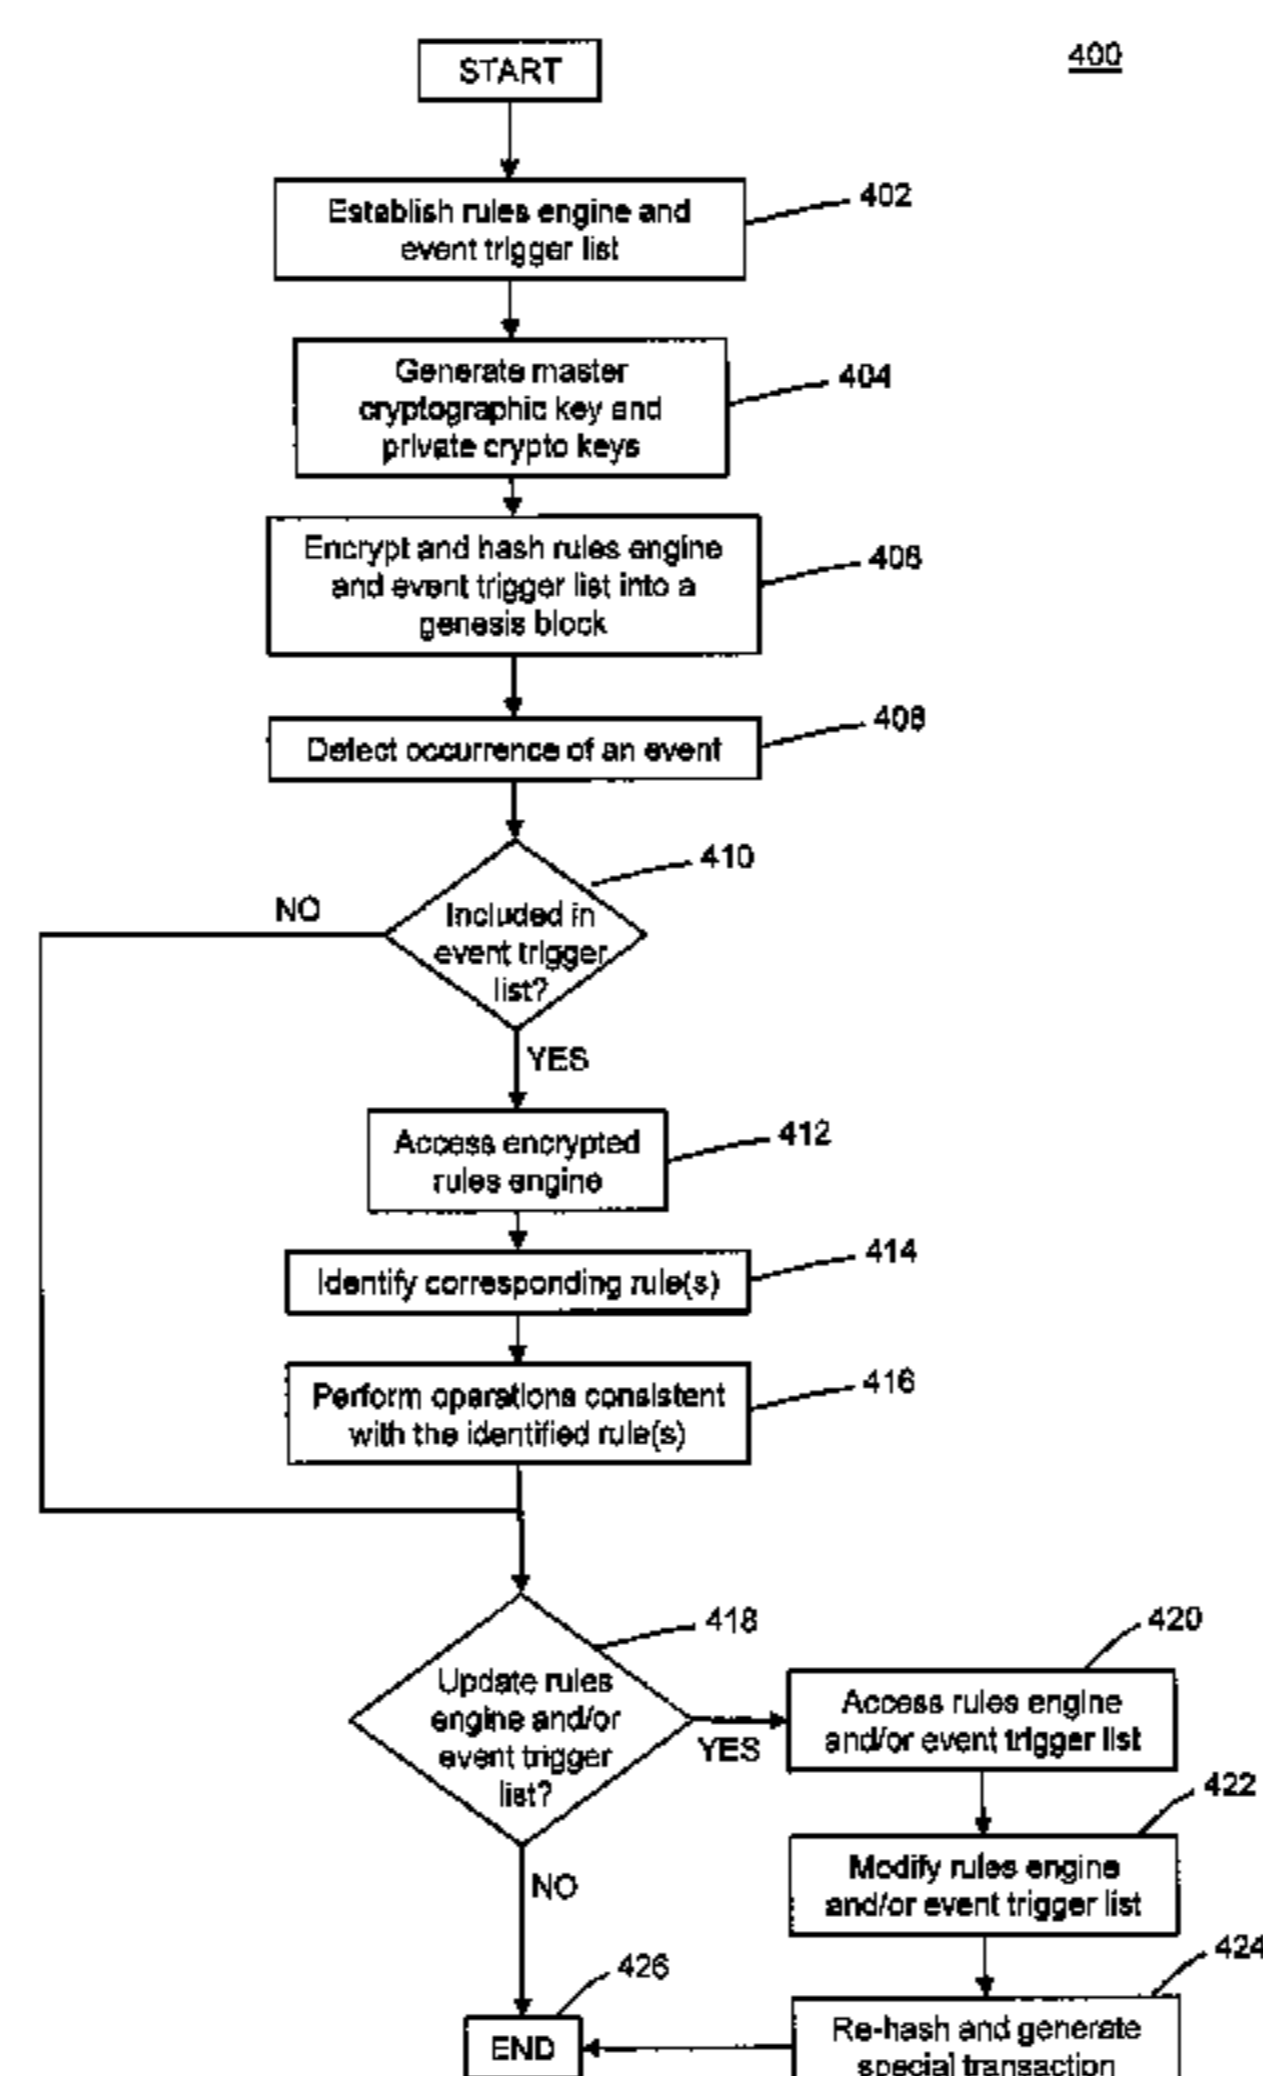 START
400
Establish rules engine and
event trigger list
402
Generate master
cryptographic key and
private crypto keys
404
Encrypt and hash rules engine
and event trigger list into a
genesis block
406
Detect occurrence of an event
408
410
Included in
event trigger
list?
NO
YES
Access encrypted
rules engine
412
Identify corresponding rule(s)
414
Perform operations consistent
with the identified rule(s)
416
418
Update rules
engine and/or
event trigger
list?
YES
NO
420
Access rules engine
and/or event trigger list
422
Modify rules engine
and/or event trigger list
424
Re-hash and generate
special transaction
426
END